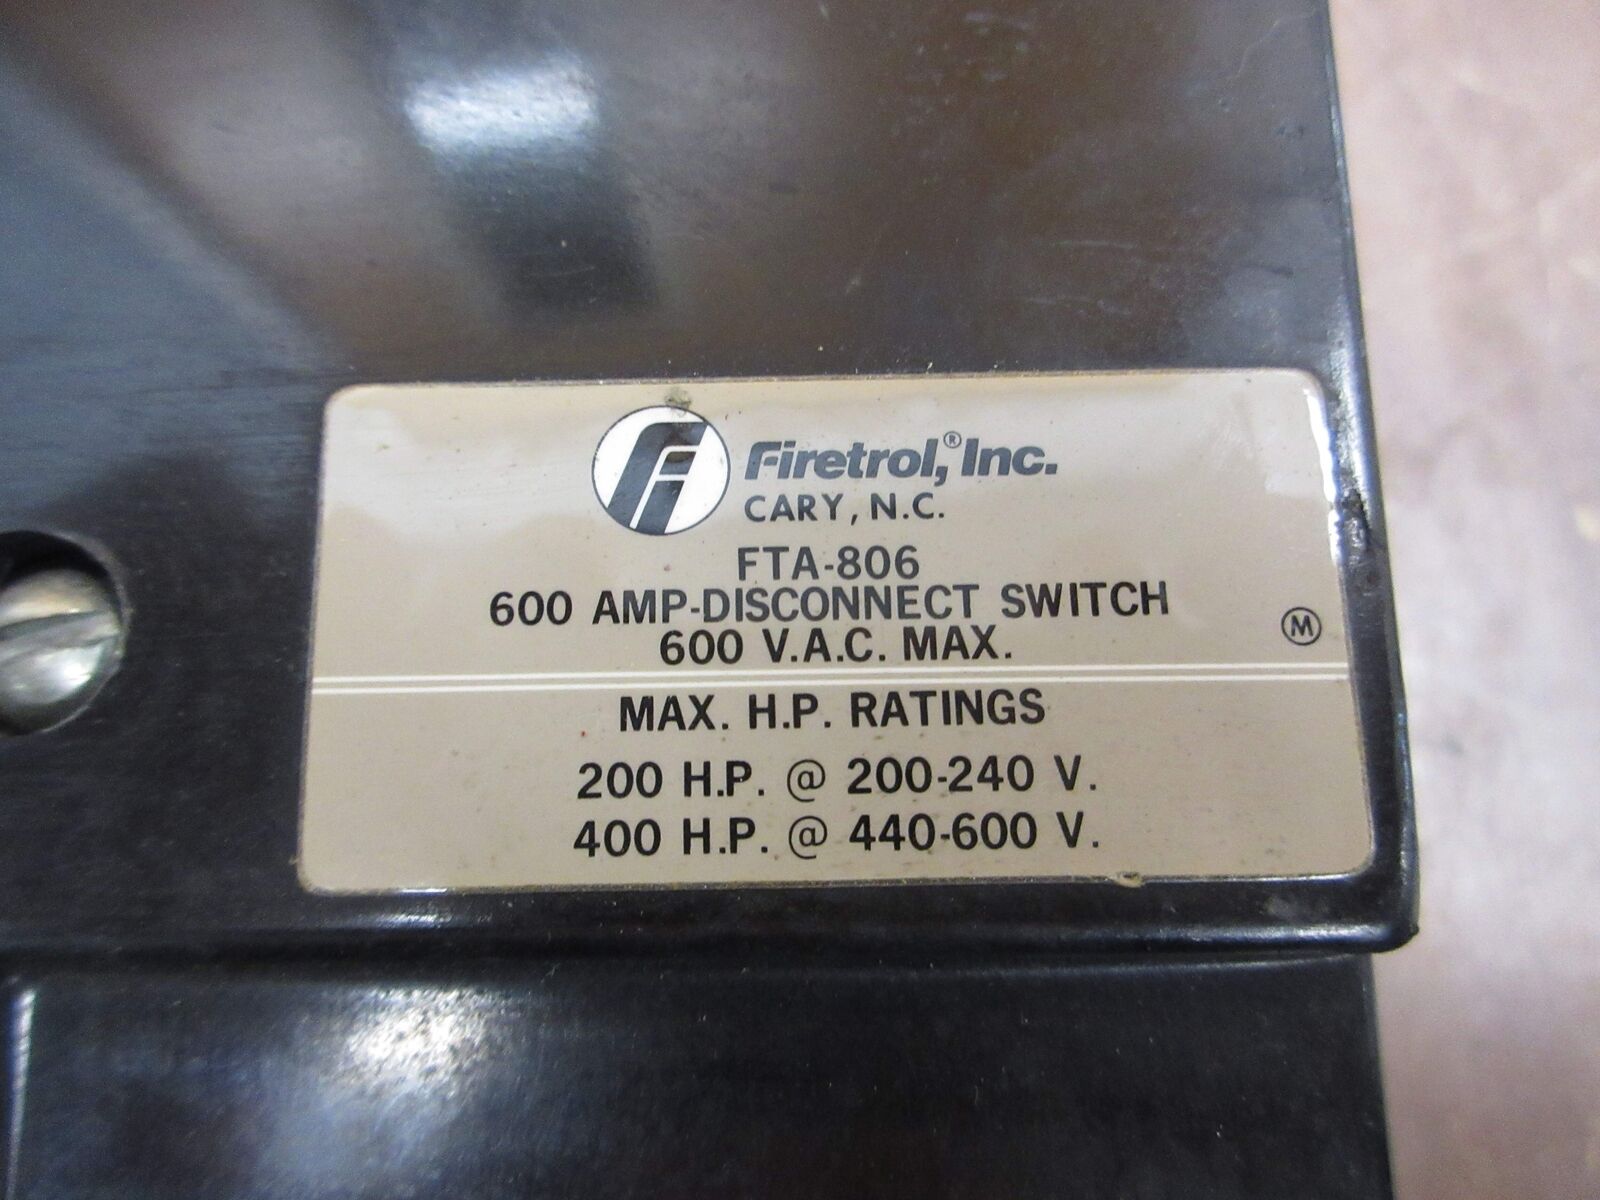 Firetrol,® Inc.
CARY, N.C.
FTA-806
600 AMP-DISCONNECT SWITCH
600 V.A.C. MAX.
M
MAX. H.P. RATINGS
200 H.P. @ 200-240 V.
400 H.P. @ 440-600 V.